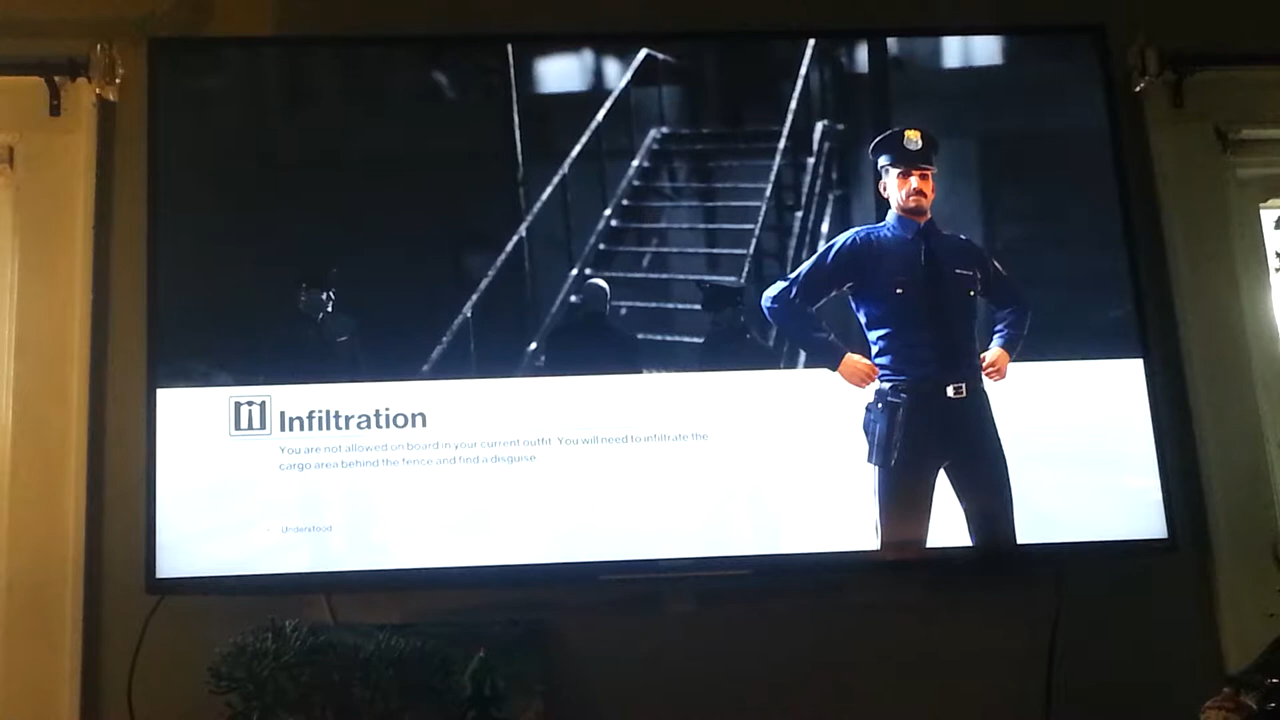 Infiltration
You are not allowed on board in your current outfit. You will need to infiltrate the
cargo area behind the fence and find a disguise.
Understood